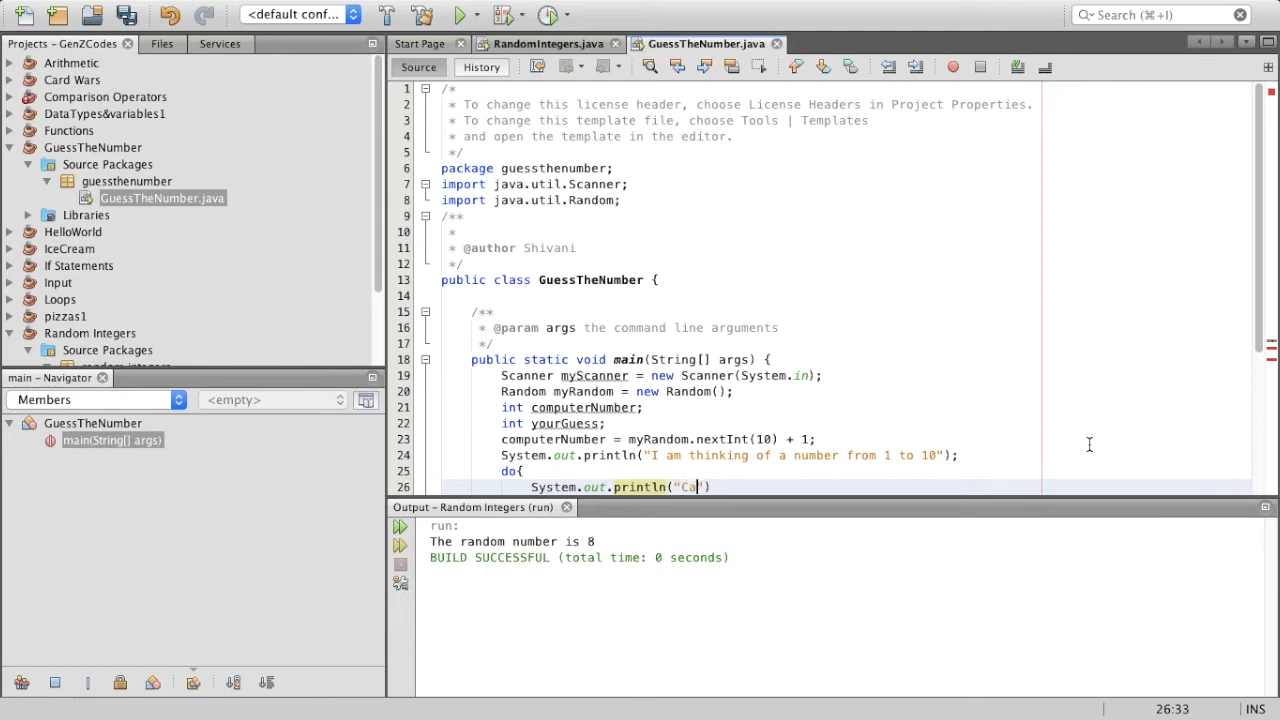 <default conf...
Search (⌘+I)
Projects – GenZCodes
Files
Services
Start Page
RandomIntegers.java
GuessTheNumber.java
Source
History
Arithmetic
Card Wars
Comparison Operators
DataTypes&variables1
Functions
GuessTheNumber
Source Packages
guessthenumber
GuessTheNumber.java
Libraries
HelloWorld
IceCream
If Statements
Input
Loops
pizzas1
Random Integers
Source Packages
main – Navigator
Members
<empty>
GuessTheNumber
main(String[] args)
1 /*
2 * To change this license header, choose License Headers in Project Properties.
3 * To change this template file, choose Tools | Templates
4 * and open the template in the editor.
5 */
6 package guessthenumber;
7 import java.util.Scanner;
8 import java.util.Random;
9 /**
10 *
11 * @author Shivani
12 */
13 public class GuessTheNumber {
14
15 /**
16 * @param args the command line arguments
17 */
18 public static void main(String[] args) {
19 Scanner myScanner = new Scanner(System.in);
20 Random myRandom = new Random();
21 int computerNumber;
22 int yourGuess;
23 computerNumber = myRandom.nextInt(10) + 1;
24 System.out.println("I am thinking of a number from 1 to 10");
25 do{
26 System.out.println("Ca")
Output – Random Integers (run)
run:
The random number is 8
BUILD SUCCESSFUL (total time: 0 seconds)
26:33
INS